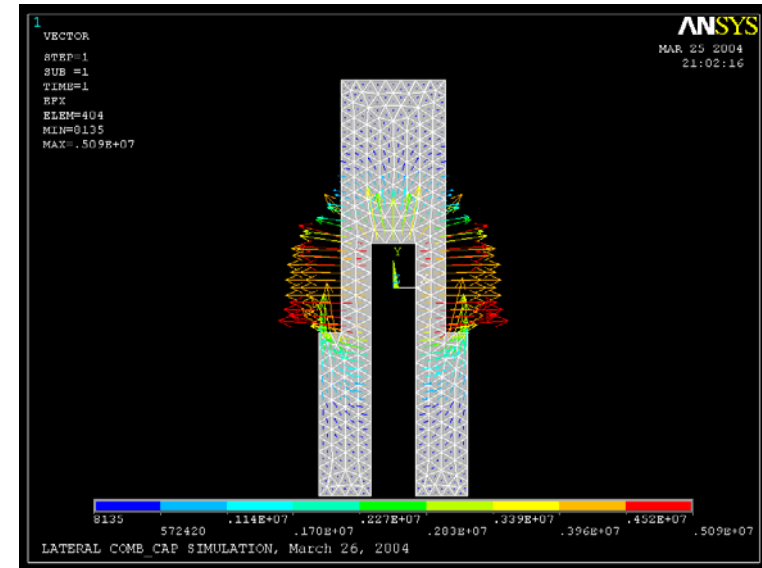 1
ANSYS
VECTOR
MAR 25 2004
21:02:16
STEP=1
SUB =1
TIME=1
EFX
ELEM=404
MIN=8135
MAX=.509E+07
Y
8135 .114E+07 .227E+07 .339E+07 .452E+07
572420 .170E+07 .283E+07 .396E+07 .509E+07
LATERAL COMB_CAP SIMULATION, March 26, 2004